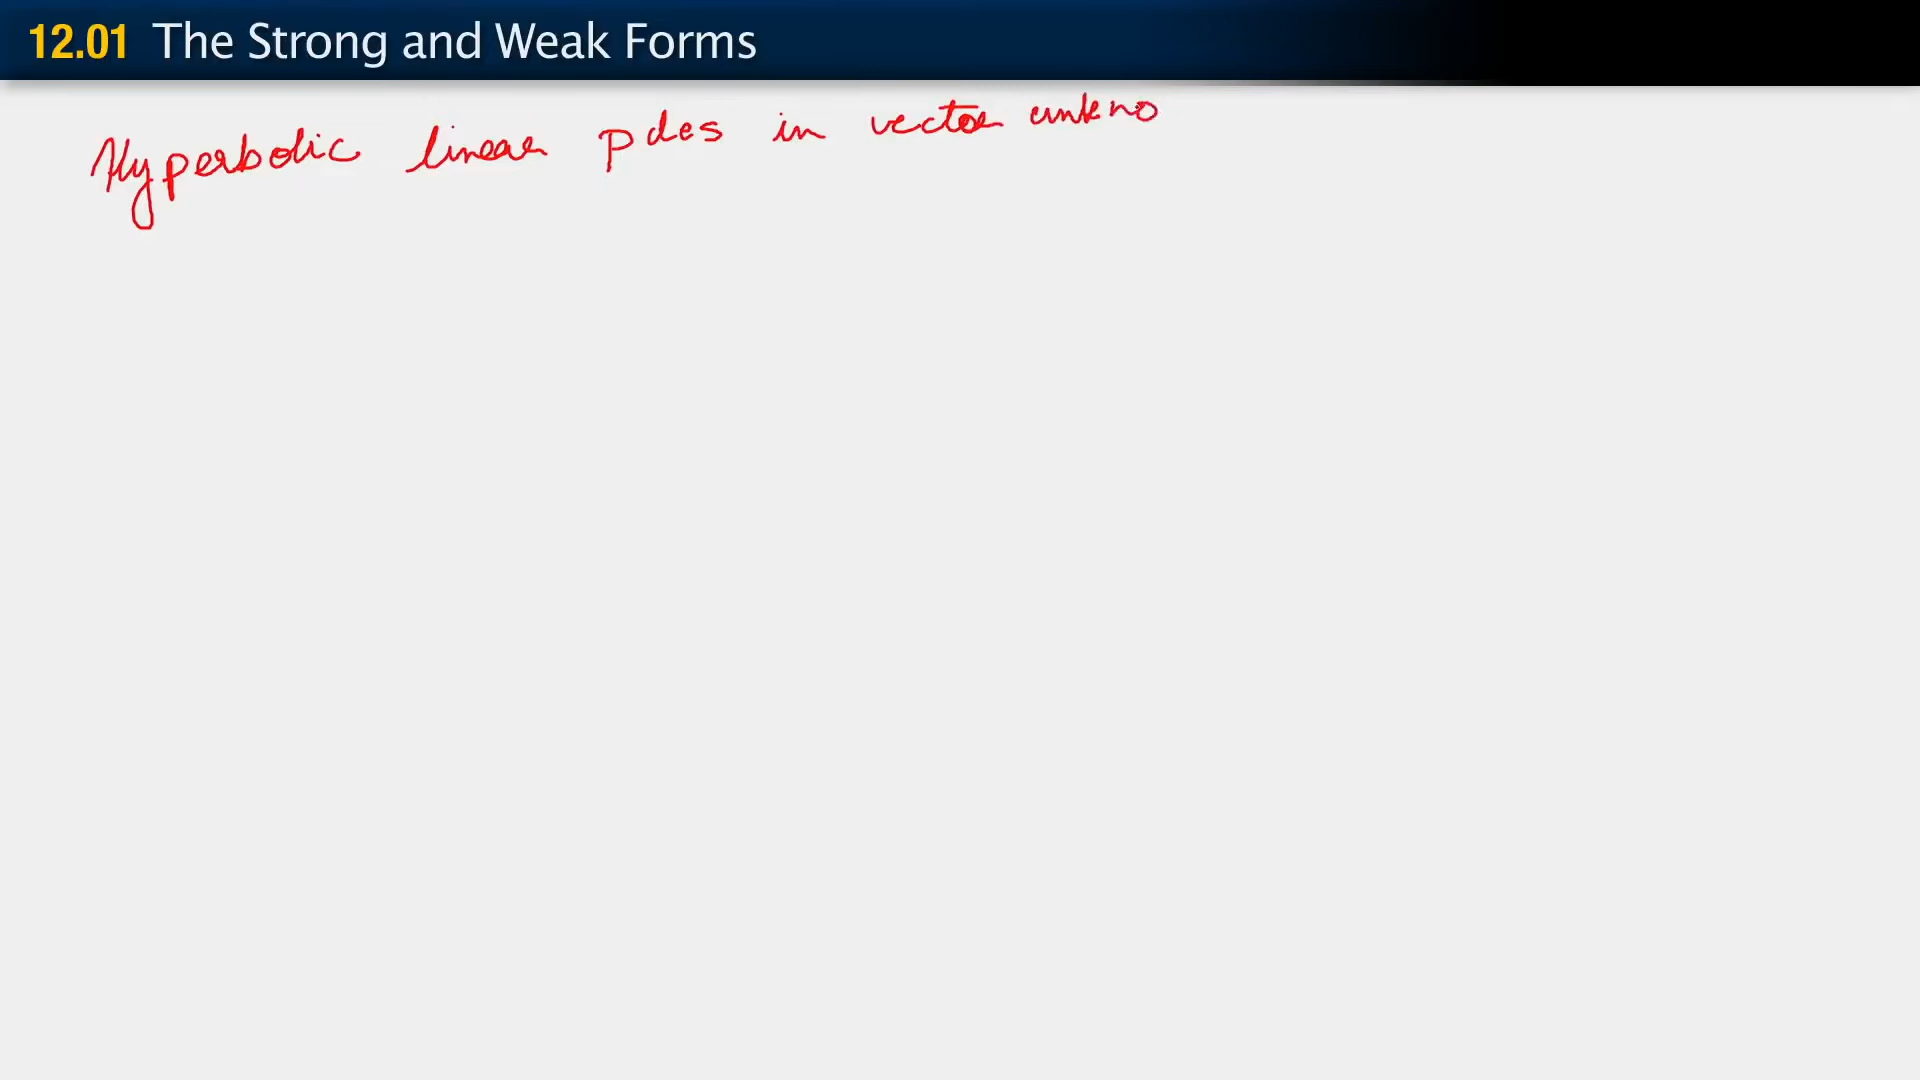 12.01 The Strong and Weak Forms
Hyperbolic linear pdes in vector unkno